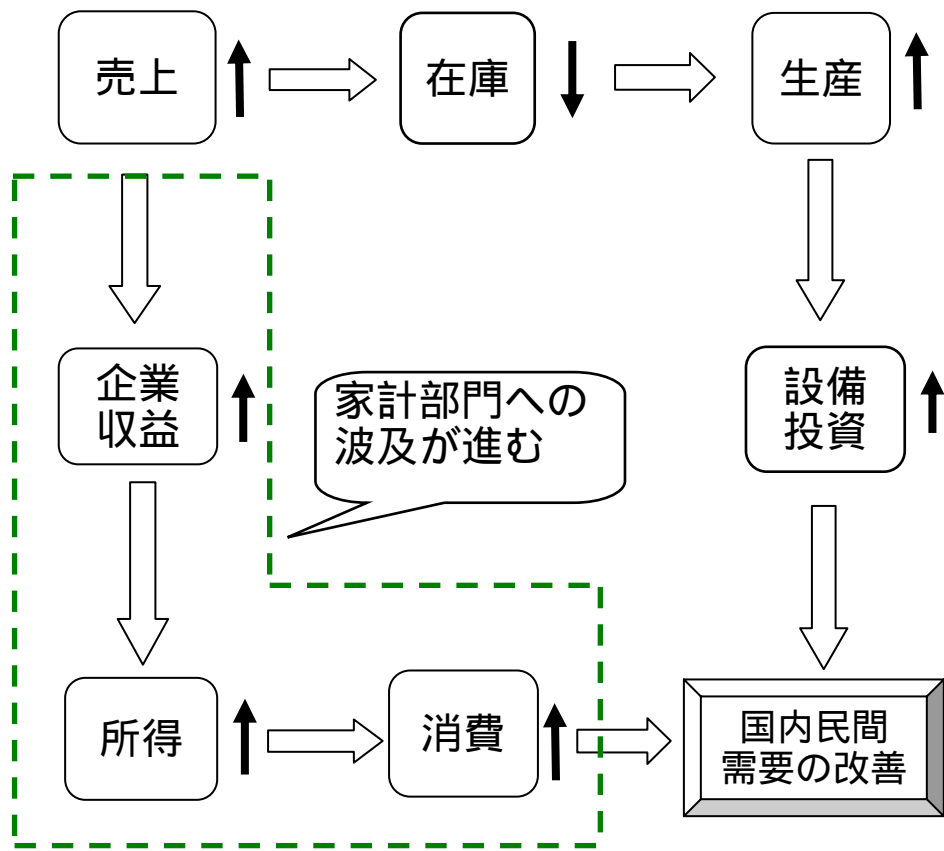 売上
在庫
生産
企業
収益
家計部門への
波及が進む
設備
投資
所得
消費
国内民間
需要の改善